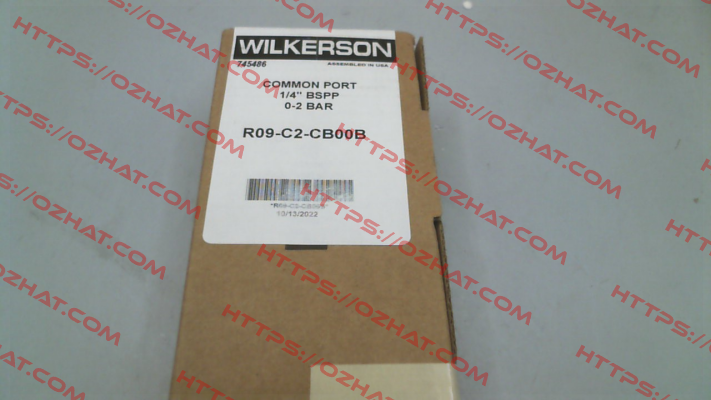 WILKERSON
745486
ASSEMBLED IN USA
COMMON PORT
1/4" BSPP
0-2 BAR
R09-C2-CB00B
10/13/2022
HTTPS://OZHAT.COM